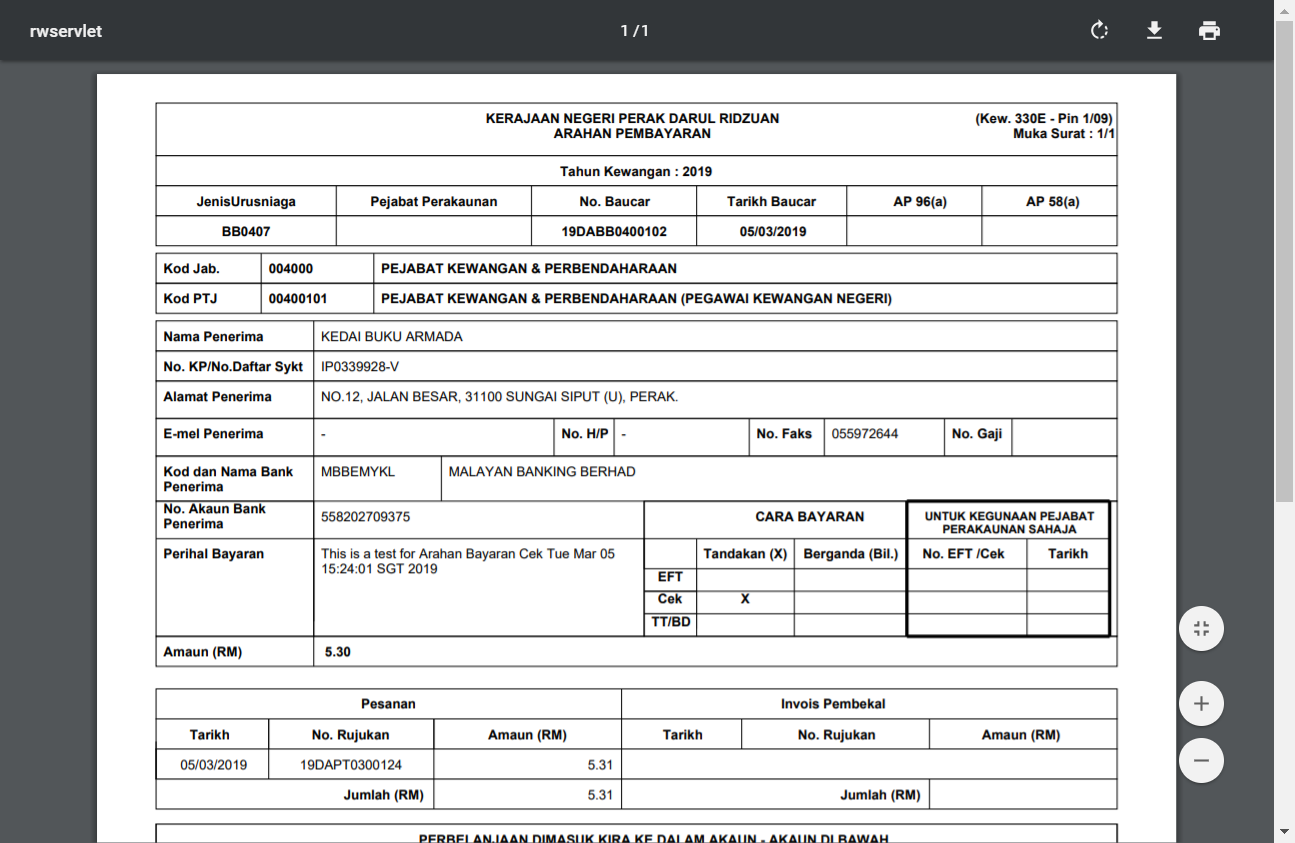 rwservlet
1 / 1
KERAJAAN NEGERI PERAK DARUL RIDZUAN
(Kew. 330E - Pin 1/09)
ARAHAN PEMBAYARAN
Muka Surat : 1/1
Tahun Kewangan : 2019
JenisUrusniaga Pejabat Perakaunan No. Baucar Tarikh Baucar AP 96(a) AP 58(a)
BB0407 19DABB0400102 05/03/2019
Kod Jab. 004000 PEJABAT KEWANGAN & PERBENDAHARAAN
Kod PTJ 00400101 PEJABAT KEWANGAN & PERBENDAHARAAN (PEGAWAI KEWANGAN NEGERI)
Nama Penerima KEDAI BUKU ARMADA
No. KP/No.Daftar Sykt IP0339928-V
Alamat Penerima NO.12, JALAN BESAR, 31100 SUNGAI SIPUT (U), PERAK.
E-mel Penerima - No. H/P - No. Faks 055972644 No. Gaji
Kod dan Nama Bank Penerima MBBEMYKL MALAYAN BANKING BERHAD
No. Akaun Bank Penerima 558202709375
CARA BAYARAN
UNTUK KEGUNAAN PEJABAT
PERAKAUNAN SAHAJA
Perihal Bayaran This is a test for Arahan Bayaran Cek Tue Mar 05
15:24:01 SGT 2019
Tandakan (X) Berganda (Bil.) No. EFT /Cek Tarikh
EFT
Cek X
TT/BD
Amaun (RM) 5.30
Pesanan Invois Pembekal
Tarikh No. Rujukan Amaun (RM) Tarikh No. Rujukan Amaun (RM)
05/03/2019 19DAPT0300124 5.31
Jumlah (RM) 5.31 Jumlah (RM)
PERBELANJAAN DIMASUK KIRA KE DALAM AKAUN - AKAUN DI BAWAH